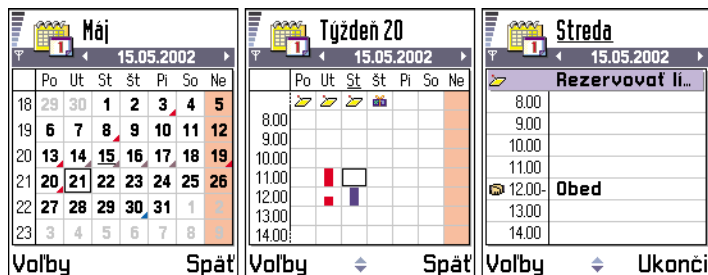 Máj
15.05.2002
Po Ut St Št Pi So Ne
18 29 30 1 2 3 4 5
19 6 7 8 9 10 11 12
20 13 14 15 16 17 18 19
21 20 21 22 23 24 25 26
22 27 28 29 30 31 1 2
23 3 4 5 6 7 8 9
Voľby Späť
Týždeň 20
15.05.2002
Po Ut St Št Pi So Ne
8.00
9.00
10.00
11.00
12.00
13.00
14.00
Voľby Späť
Streda
15.05.2002
Rezervovať lí...
8.00
9.00
10.00
11.00
12.00- Obed
13.00
14.00
Voľby Ukonči